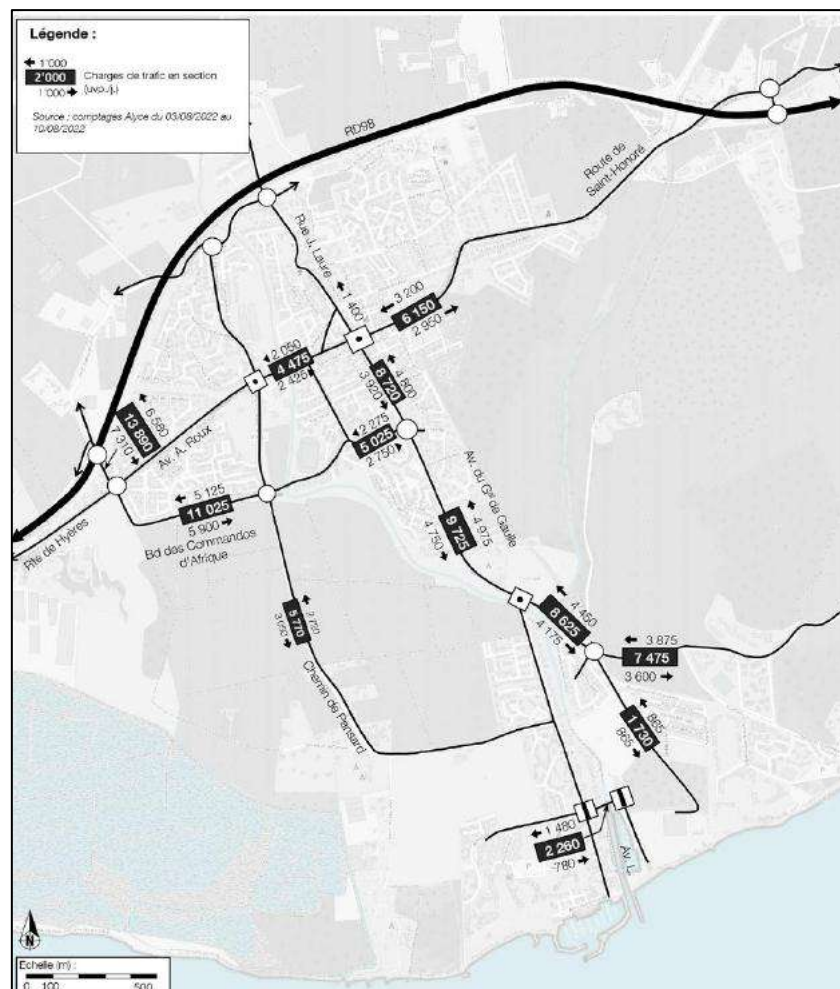 Légende :
1'000
2'000
1'000
Charges de trafic en section
(uvp./j.)
Source : comptages Alyce du 03/08/2022 au
10/08/2022
RD98
Route de
Saint-Honoré
Rue J. Laure
1 400
3 200
6 150
2 950
2 050
4 475
2 425
4 800
8 720
3 920
6 580
13 890
7 310
Av. A. Roux
2 275
5 025
2 750
5 125
11 025
5 900
Rte de Hyères
Bd des Commandos
d'Afrique
Av. du Gal de Gaulle
4 975
9 725
4 750
4 450
8 625
4 175
3 875
7 475
3 600
5 770
Chemin de Pansard
865
1 730
865
1 480
2 260
780
Av. L.
N
Echelle (m) :
0 100 500